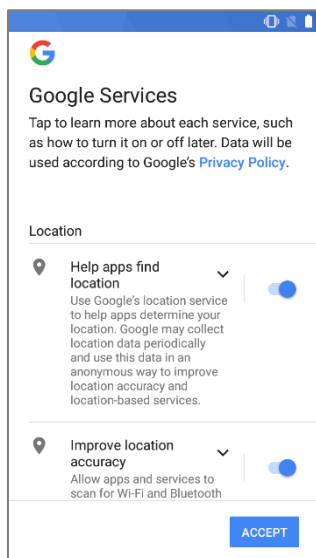 Google Services
Tap to learn more about each service, such
as how to turn it on or off later. Data will be
used according to Google's Privacy Policy.
Location
Help apps find
location
Use Google's location service
to help apps determine your
location. Google may collect
location data periodically
and use this data in an
anonymous way to improve
location accuracy and
location-based services.
Improve location
accuracy
Allow apps and services to
scan for Wi-Fi and Bluetooth
ACCEPT